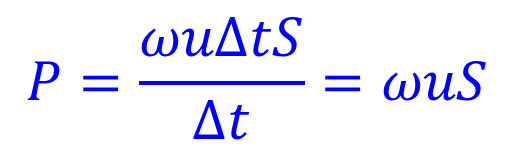 P = ωuΔtS / Δt = ωuS